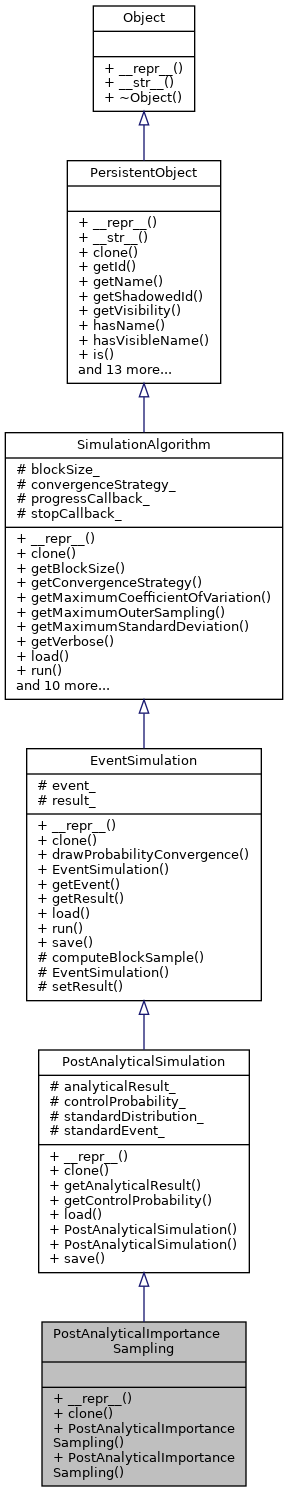 Object
+ __repr__()
+ __str__()
+ ~Object()
PersistentObject
+ __repr__()
+ __str__()
+ clone()
+ getId()
+ getName()
+ getShadowedId()
+ getVisibility()
+ hasName()
+ hasVisibleName()
+ is()
and 13 more...
SimulationAlgorithm
# blockSize_
# convergenceStrategy_
# progressCallback_
# stopCallback_
+ __repr__()
+ clone()
+ getBlockSize()
+ getConvergenceStrategy()
+ getMaximumCoefficientOfVariation()
+ getMaximumOuterSampling()
+ getMaximumStandardDeviation()
+ getVerbose()
+ load()
+ run()
and 10 more...
EventSimulation
# event_
# result_
+ __repr__()
+ clone()
+ drawProbabilityConvergence()
+ EventSimulation()
+ getEvent()
+ getResult()
+ load()
+ run()
+ save()
# computeBlockSample()
# EventSimulation()
# setResult()
PostAnalyticalSimulation
# analyticalResult_
# controlProbability_
# standardDistribution_
# standardEvent_
+ __repr__()
+ clone()
+ getAnalyticalResult()
+ getControlProbability()
+ load()
+ PostAnalyticalSimulation()
+ PostAnalyticalSimulation()
+ save()
PostAnalyticalImportance
Sampling
+ __repr__()
+ clone()
+ PostAnalyticalImportance
Sampling()
+ PostAnalyticalImportance
Sampling()